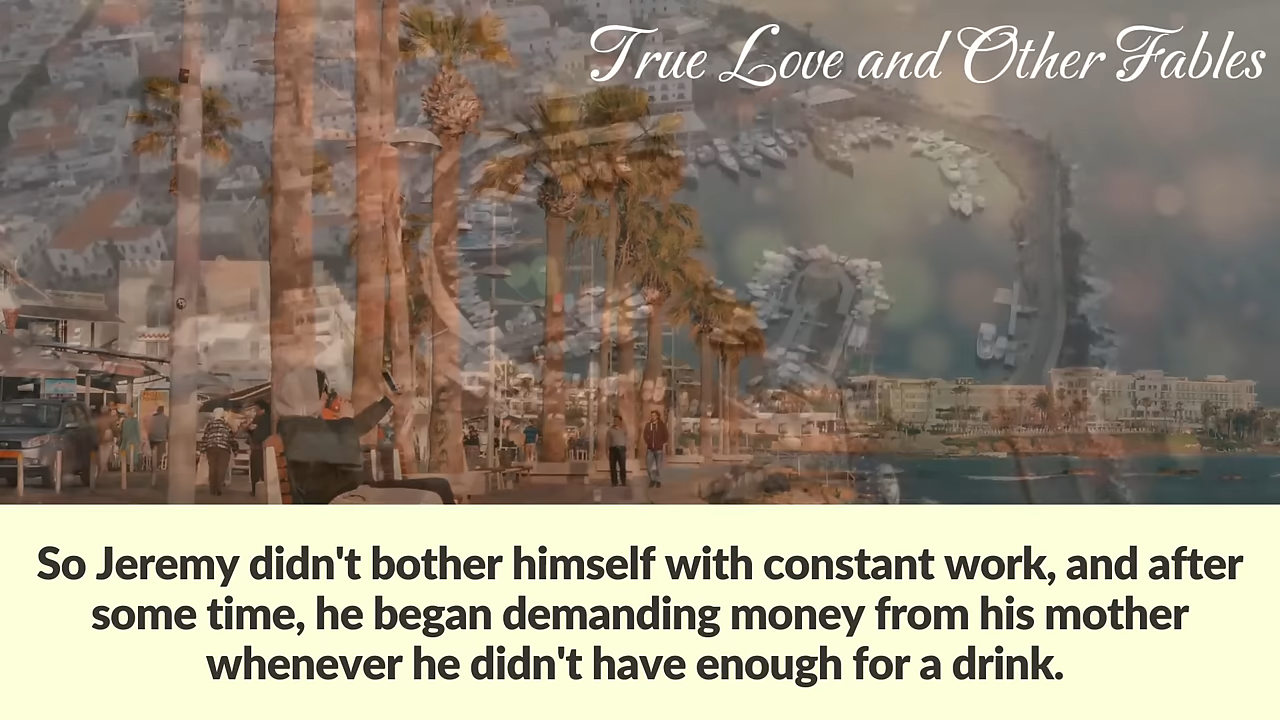 True Love and Other Fables
So Jeremy didn't bother himself with constant work, and after
some time, he began demanding money from his mother
whenever he didn't have enough for a drink.